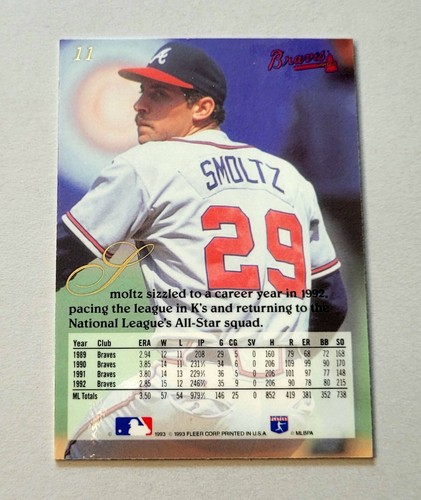 11
Braves
SMOLTZ
29
Smoltz sizzled to a career year in 1992,
pacing the league in K's and returning to the
National League's All-Star squad.
Year Club ERA W L IP G CG SV H R ER BB SO
1989 Braves 2.94 12 11 208 29 5 0 160 79 68 72 168
1990 Braves 3.85 14 11 231⅓ 34 6 0 206 109 99 90 170
1991 Braves 3.80 14 13 229⅔ 36 5 0 206 101 97 77 148
1992 Braves 2.85 15 12 246⅔ 35 9 0 206 90 78 80 215
ML Totals 3.50 57 54 979⅔ 146 25 0 852 419 381 352 738
1993 © 1993 FLEER CORP. PRINTED IN U.S.A. © MLBPA